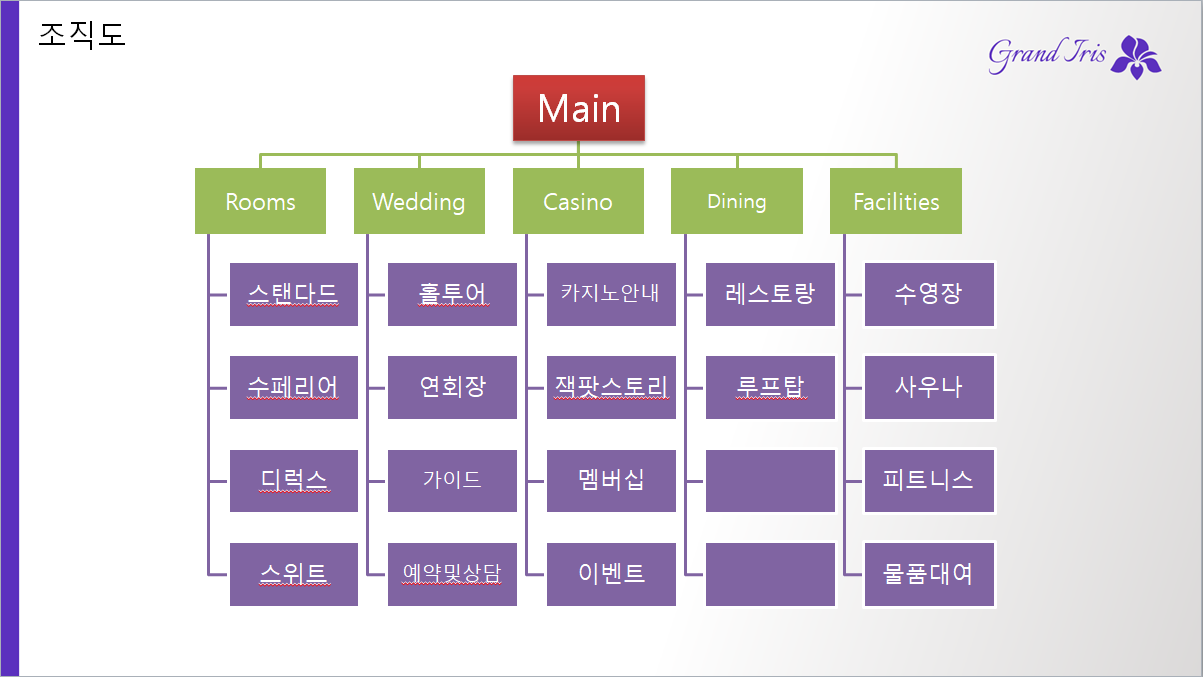 조직도
Grand Iris
Main
Rooms
Wedding
Casino
Dining
Facilities
스탠다드
홀투어
카지노안내
레스토랑
수영장
수페리어
연회장
잭팟스토리
루프탑
사우나
디럭스
가이드
멤버십
피트니스
스위트
예약및상담
이벤트
물품대여